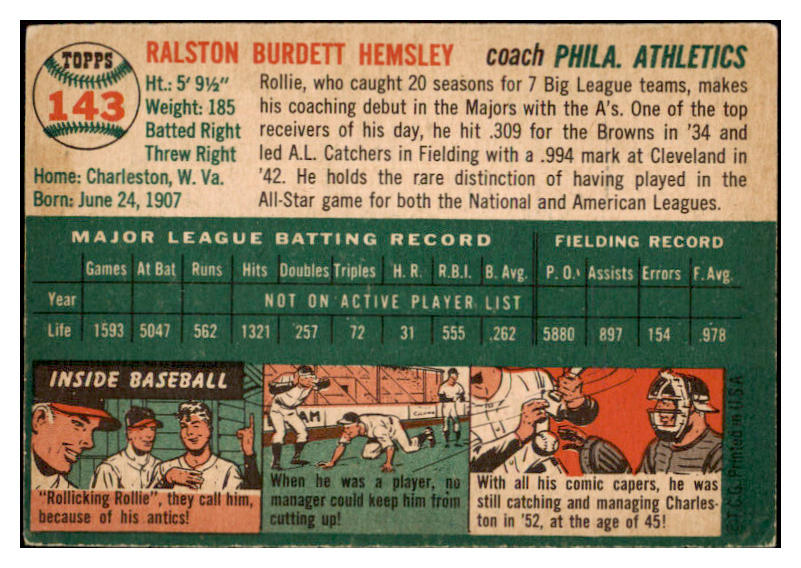 TOPPS
143
RALSTON BURDETT HEMSLEY coach PHILA. ATHLETICS
Ht.: 5' 9½"
Weight: 185
Batted Right
Threw Right
Home: Charleston, W. Va.
Born: June 24, 1907
Rollie, who caught 20 seasons for 7 Big League teams, makes
his coaching debut in the Majors with the A's. One of the top
receivers of his day, he hit .309 for the Browns in '34 and
led A.L. Catchers in Fielding with a .994 mark at Cleveland in
'42. He holds the rare distinction of having played in the
All-Star game for both the National and American Leagues.
MAJOR LEAGUE BATTING RECORD FIELDING RECORD
Games At Bat Runs Hits Doubles Triples H. R. R.B.I. B. Avg. P. O. Assists Errors F. Avg.
Year NOT ON ACTIVE PLAYER LIST
Life 1593 5047 562 1321 257 72 31 555 .262 5880 897 154 .978
INSIDE BASEBALL
"Rollicking Rollie", they call him,
because of his antics!
AM
When he was a player, no
manager could keep him from
cutting up!
With all his comic capers, he was
still catching and managing Charles-
ton in '52, at the age of 45!
©T.C.G. Printed in U.S.A.